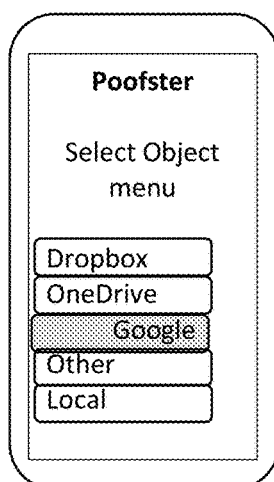 Poofster
Select Object
menu
Dropbox
OneDrive
Google
Other
Local